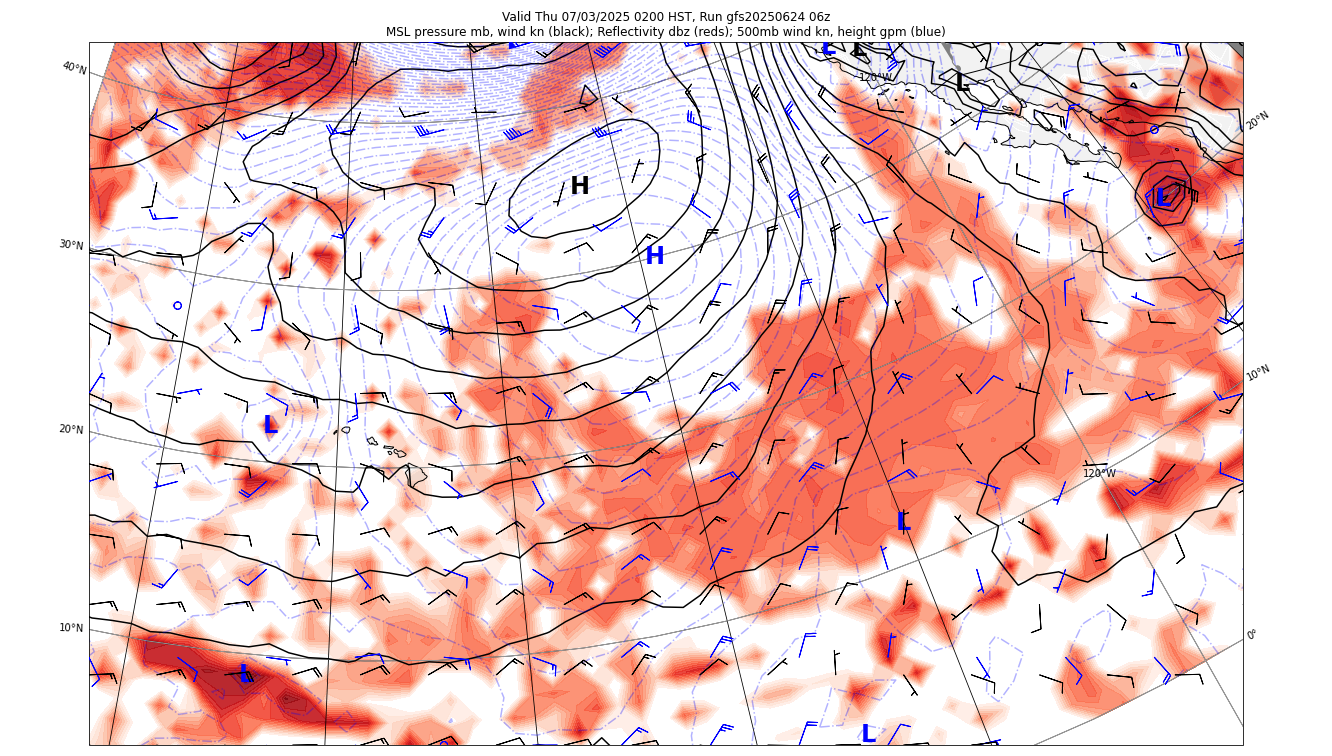 Valid Thu 07/03/2025 0200 HST, Run gfs20250624 06z
MSL pressure mb, wind kn (black); Reflectivity dbz (reds); 500mb wind kn, height gpm (blue)
L L
40°N 120°W L
20°N
H L
30°N H
10°N
20°N L
120°W
L
10°N 0°
L
L